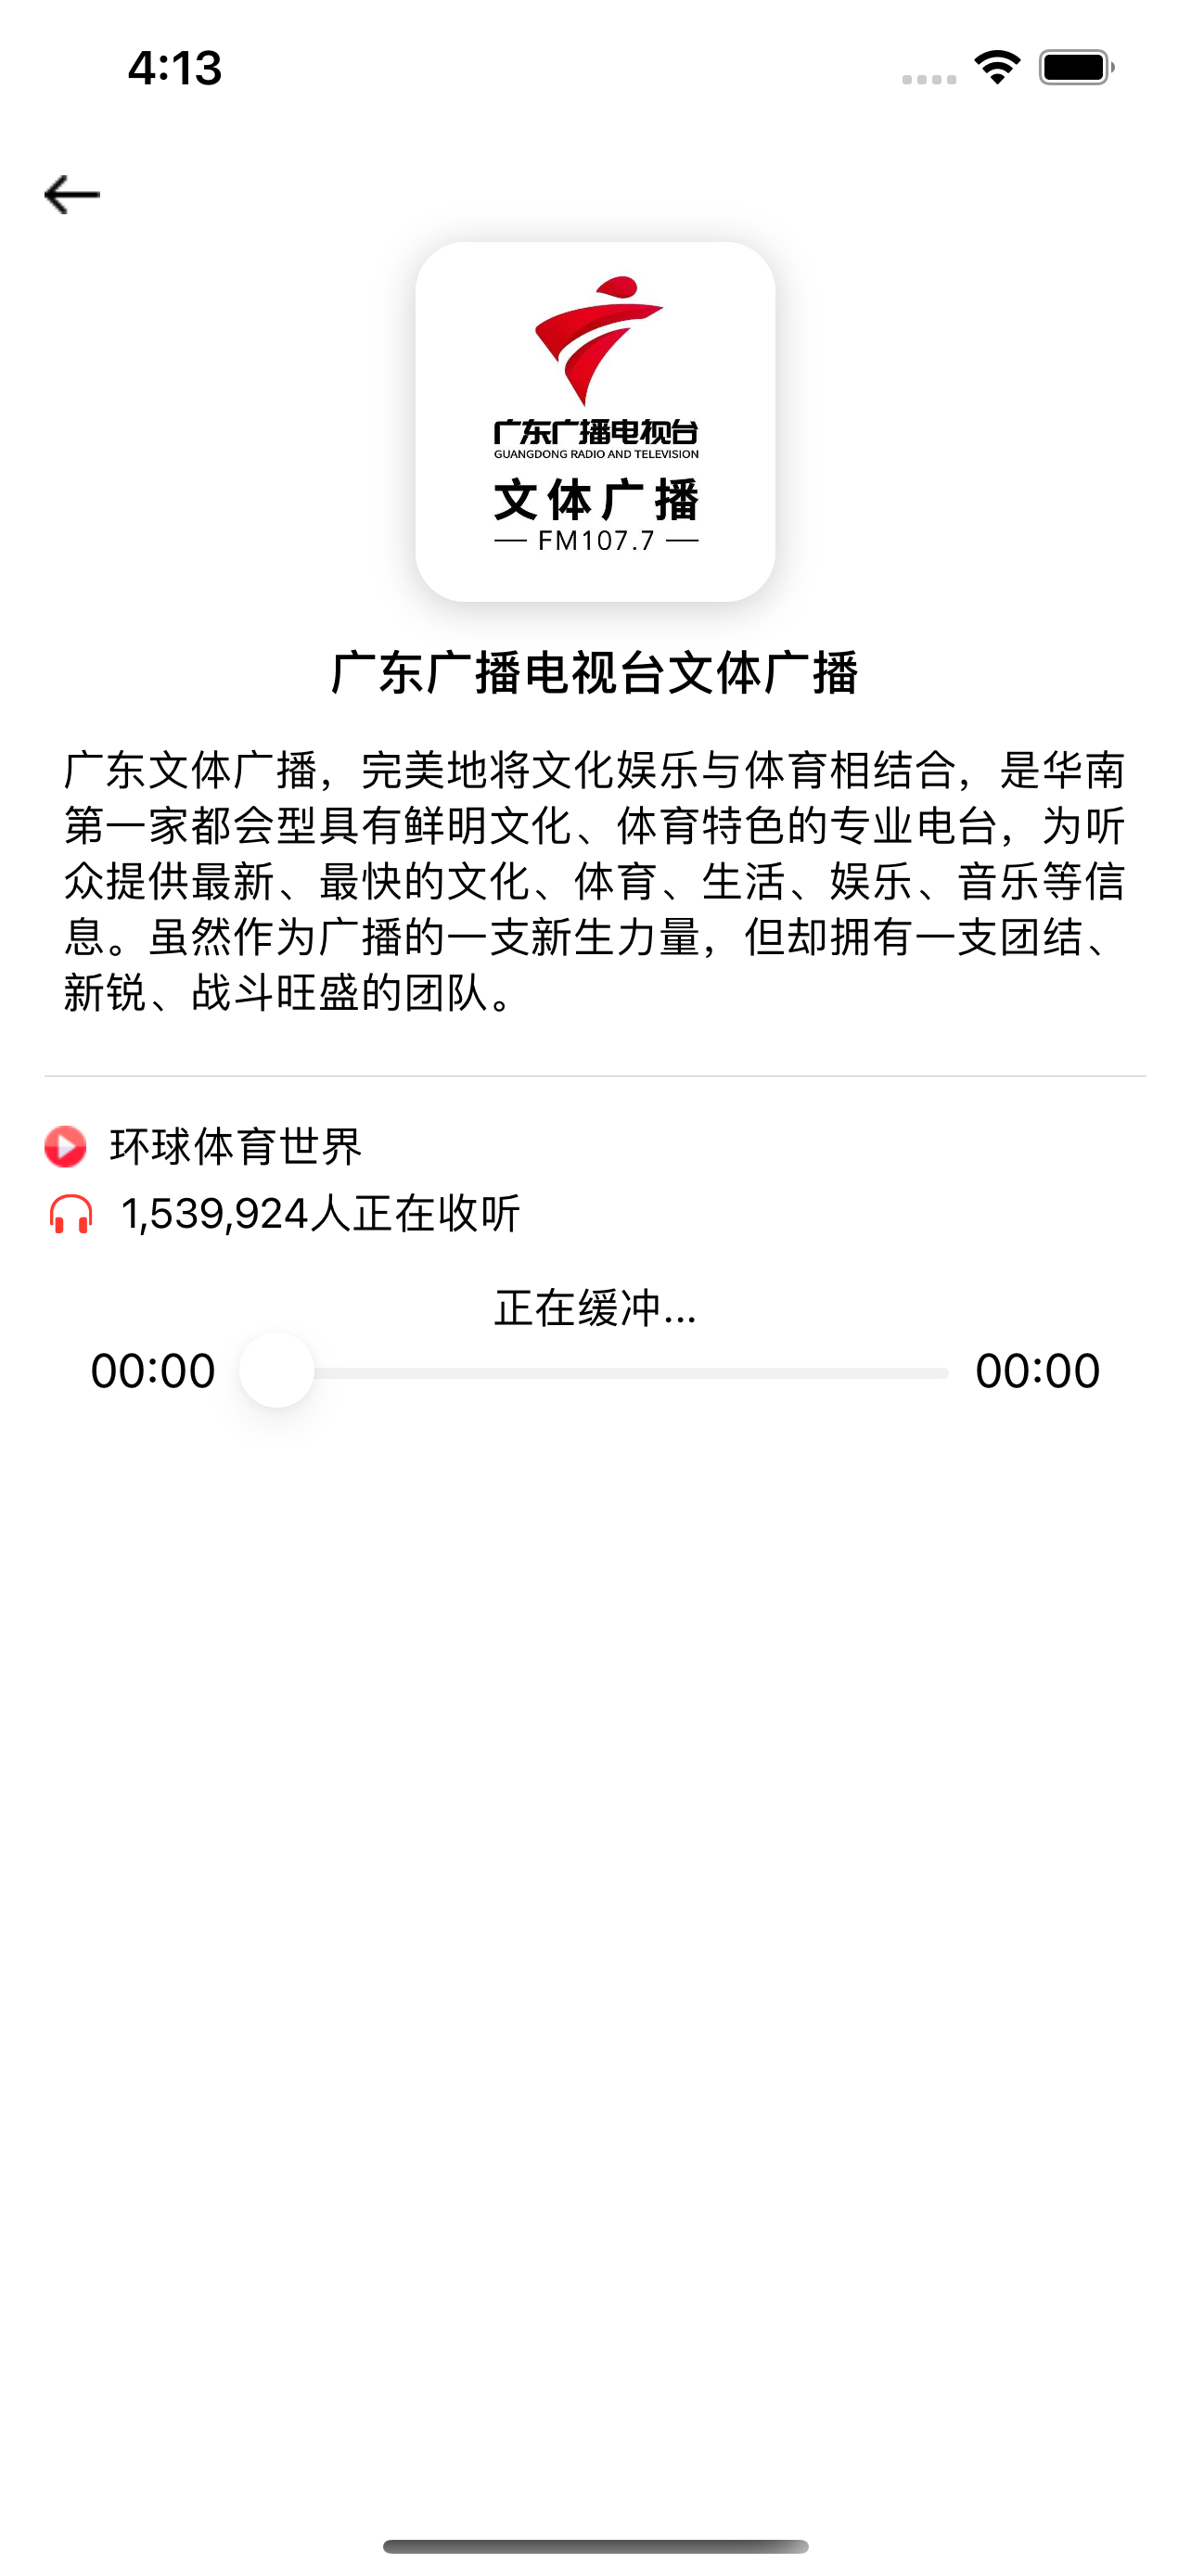 4:13
广东广播电视台
GUANGDONG RADIO AND TELEVISION
文体广播
FM107.7
广东广播电视台文体广播
广东文体广播，完美地将文化娱乐与体育相结合，是华南
第一家都会型具有鲜明文化、体育特色的专业电台，为听
众提供最新、最快的文化、体育、生活、娱乐、音乐等信
息。虽然作为广播的一支新生力量，但却拥有一支团结、
新锐、战斗旺盛的团队。
环球体育世界
1,539,924人正在收听
正在缓冲...
00:00 00:00